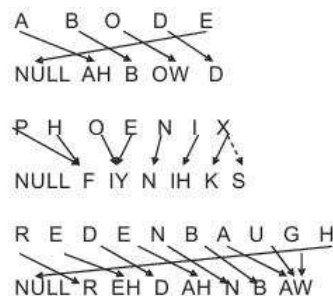 A B O D E
NULL AH B OW D
P H O E N I X
NULL F IY N IH K S
R E D E N B A U G H
NULL R EH D AH N B AW